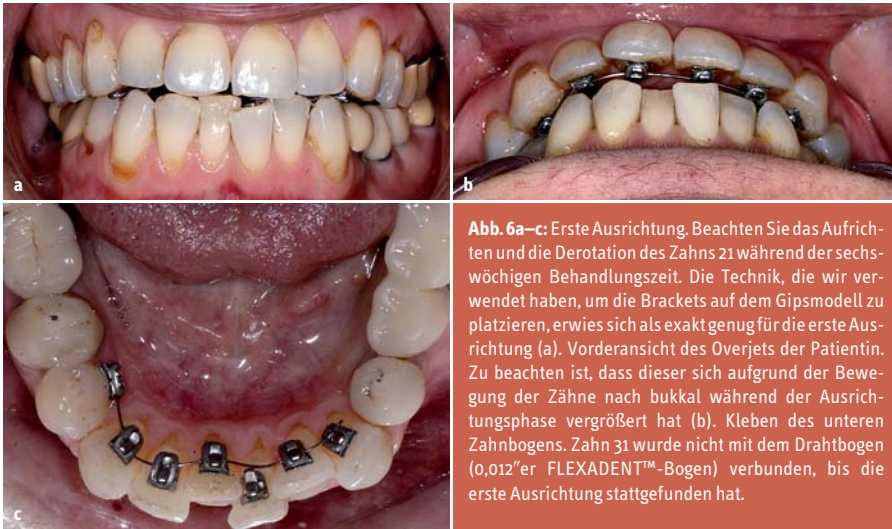 a
b
c
Abb. 6a–c: Erste Ausrichtung. Beachten Sie das Aufrich-
ten und die Derotation des Zahns 21 während der sechs-
wöchigen Behandlungszeit. Die Technik, die wir ver-
wendet haben, um die Brackets auf dem Gipsmodell zu
platzieren, erwies sich als exakt genug für die erste Aus-
richtung (a). Vorderansicht des Overjets der Patientin.
Zu beachten ist, dass dieser sich aufgrund der Bewe-
gung der Zähne nach bukkal während der Ausrich-
tungsphase vergrößert hat (b). Kleben des unteren
Zahnbogens. Zahn 31 wurde nicht mit dem Drahtbogen
(0,012″er FLEXADENT™-Bogen) verbunden, bis die
erste Ausrichtung stattgefunden hat.